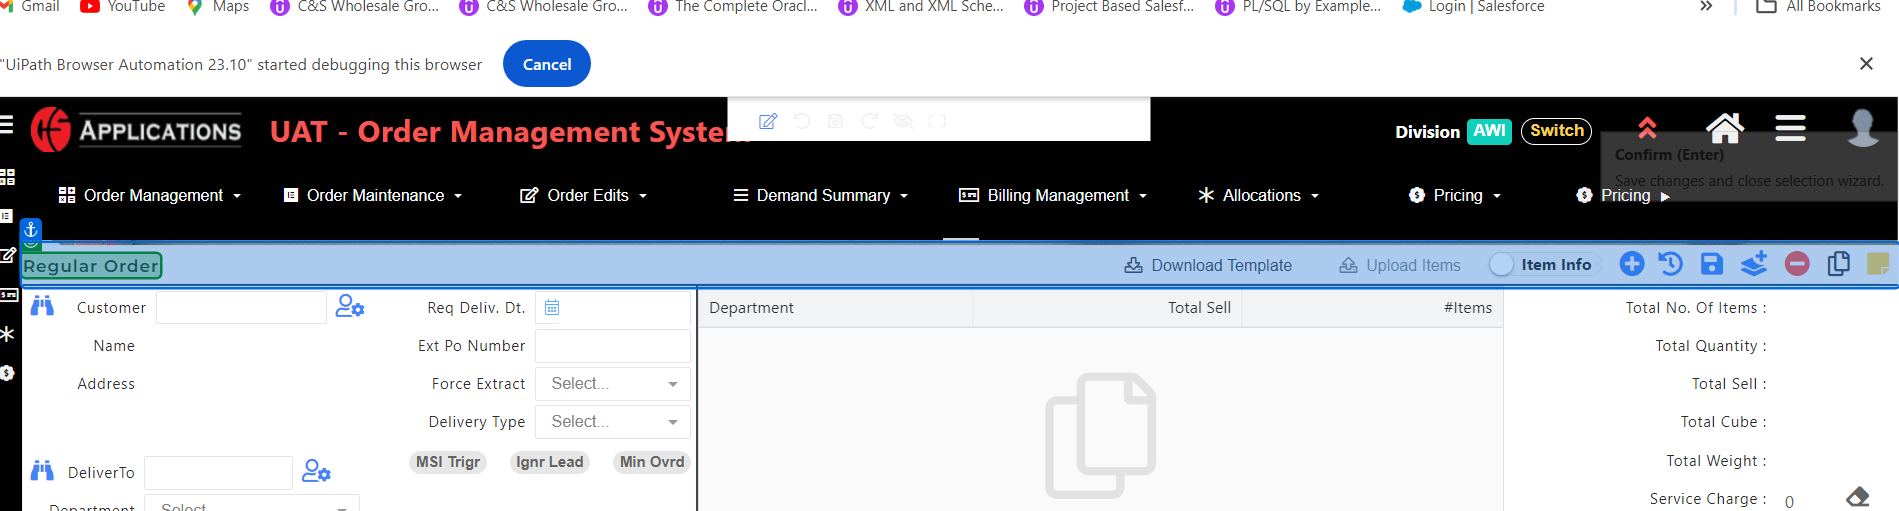 Gmail YouTube Maps C&S Wholesale Gro... C&S Wholesale Gro... The Complete Oracl... XML and XML Sche... Project Based Salesf... PL/SQL by Example... Login | Salesforce » All Bookmarks
"UiPath Browser Automation 23.10" started debugging this browser Cancel
APPLICATIONS UAT - Order Management System Division AWI Switch
Confirm (Enter)
Save changes and close selection wizard.
Order Management Order Maintenance Order Edits Demand Summary Billing Management Allocations Pricing Pricing
Regular Order Download Template Upload Items Item Info
Customer Req Deliv. Dt. Department Total Sell #Items Total No. Of Items :
Name Ext Po Number Total Quantity :
Address Force Extract Select... Total Sell :
Delivery Type Select... Total Cube :
MSI Trigr Ignr Lead Min Ovrd Total Weight :
DeliverTo
Service Charge : 0
Department Select